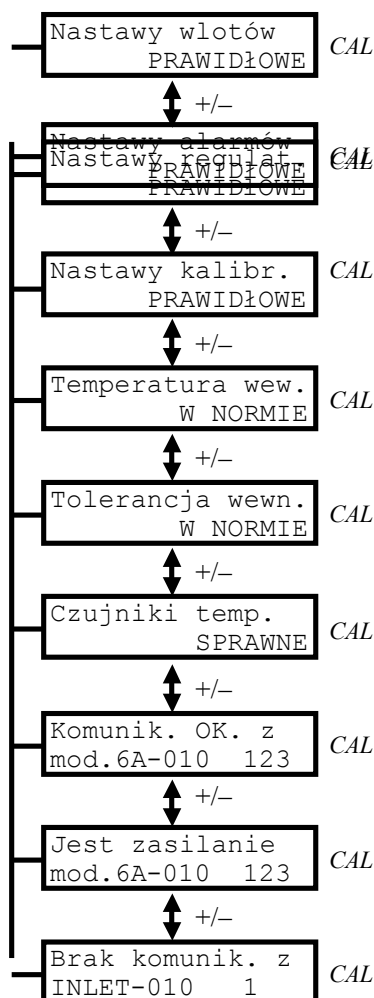 Nastawy wlotów
PRAWIDŁOWE CAL
+/–
Nastawy alarmów
Nastawy regulat. CAL
PRAWIDŁOWE CAL
PRAWIDŁOWE
+/–
Nastawy kalibr. CAL
PRAWIDŁOWE
+/–
Temperatura wew. CAL
W NORMIE
+/–
Tolerancja wewn. CAL
W NORMIE
+/–
Czujniki temp. CAL
SPRAWNE
+/–
Komunik. OK. z CAL
mod.6A-010 123
+/–
Jest zasilanie CAL
mod.6A-010 123
+/–
Brak komunik. z CAL
INLET-010 1